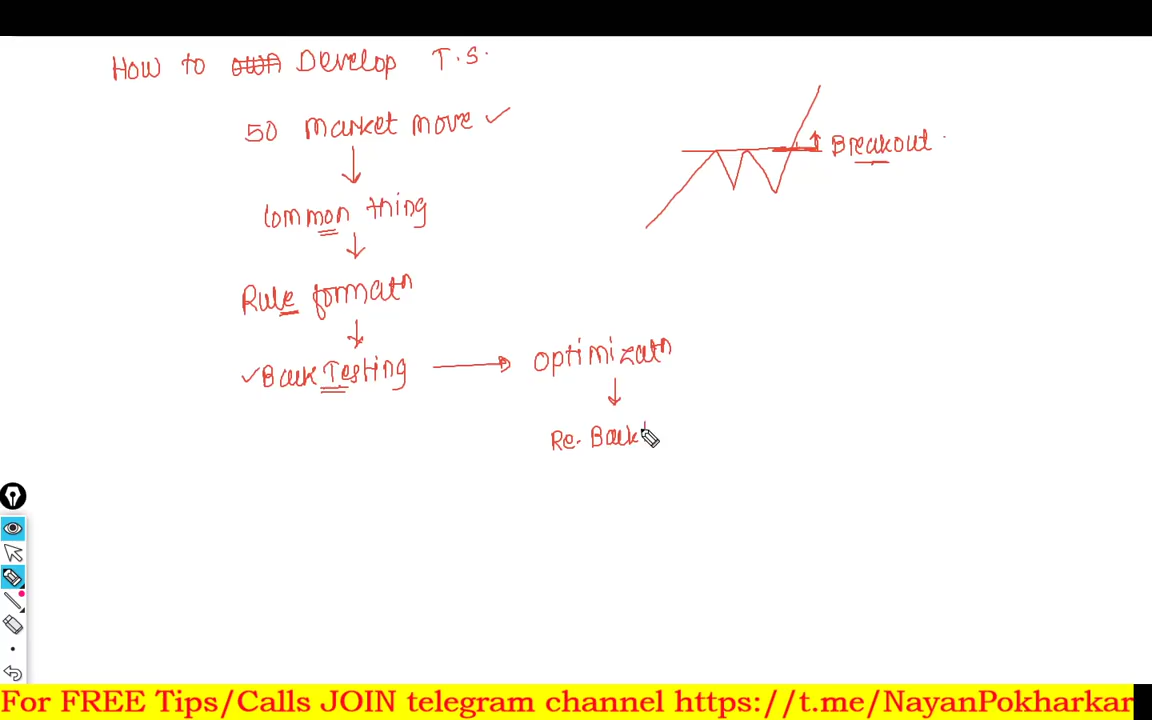 How to Develop T.S.
50 Market move
Breakout
Common thing
Rule formatn
Back Testing
Optimizatn
Re-Back
For FREE Tips/Calls JOIN telegram channel https://t.me/NayanPokharkar